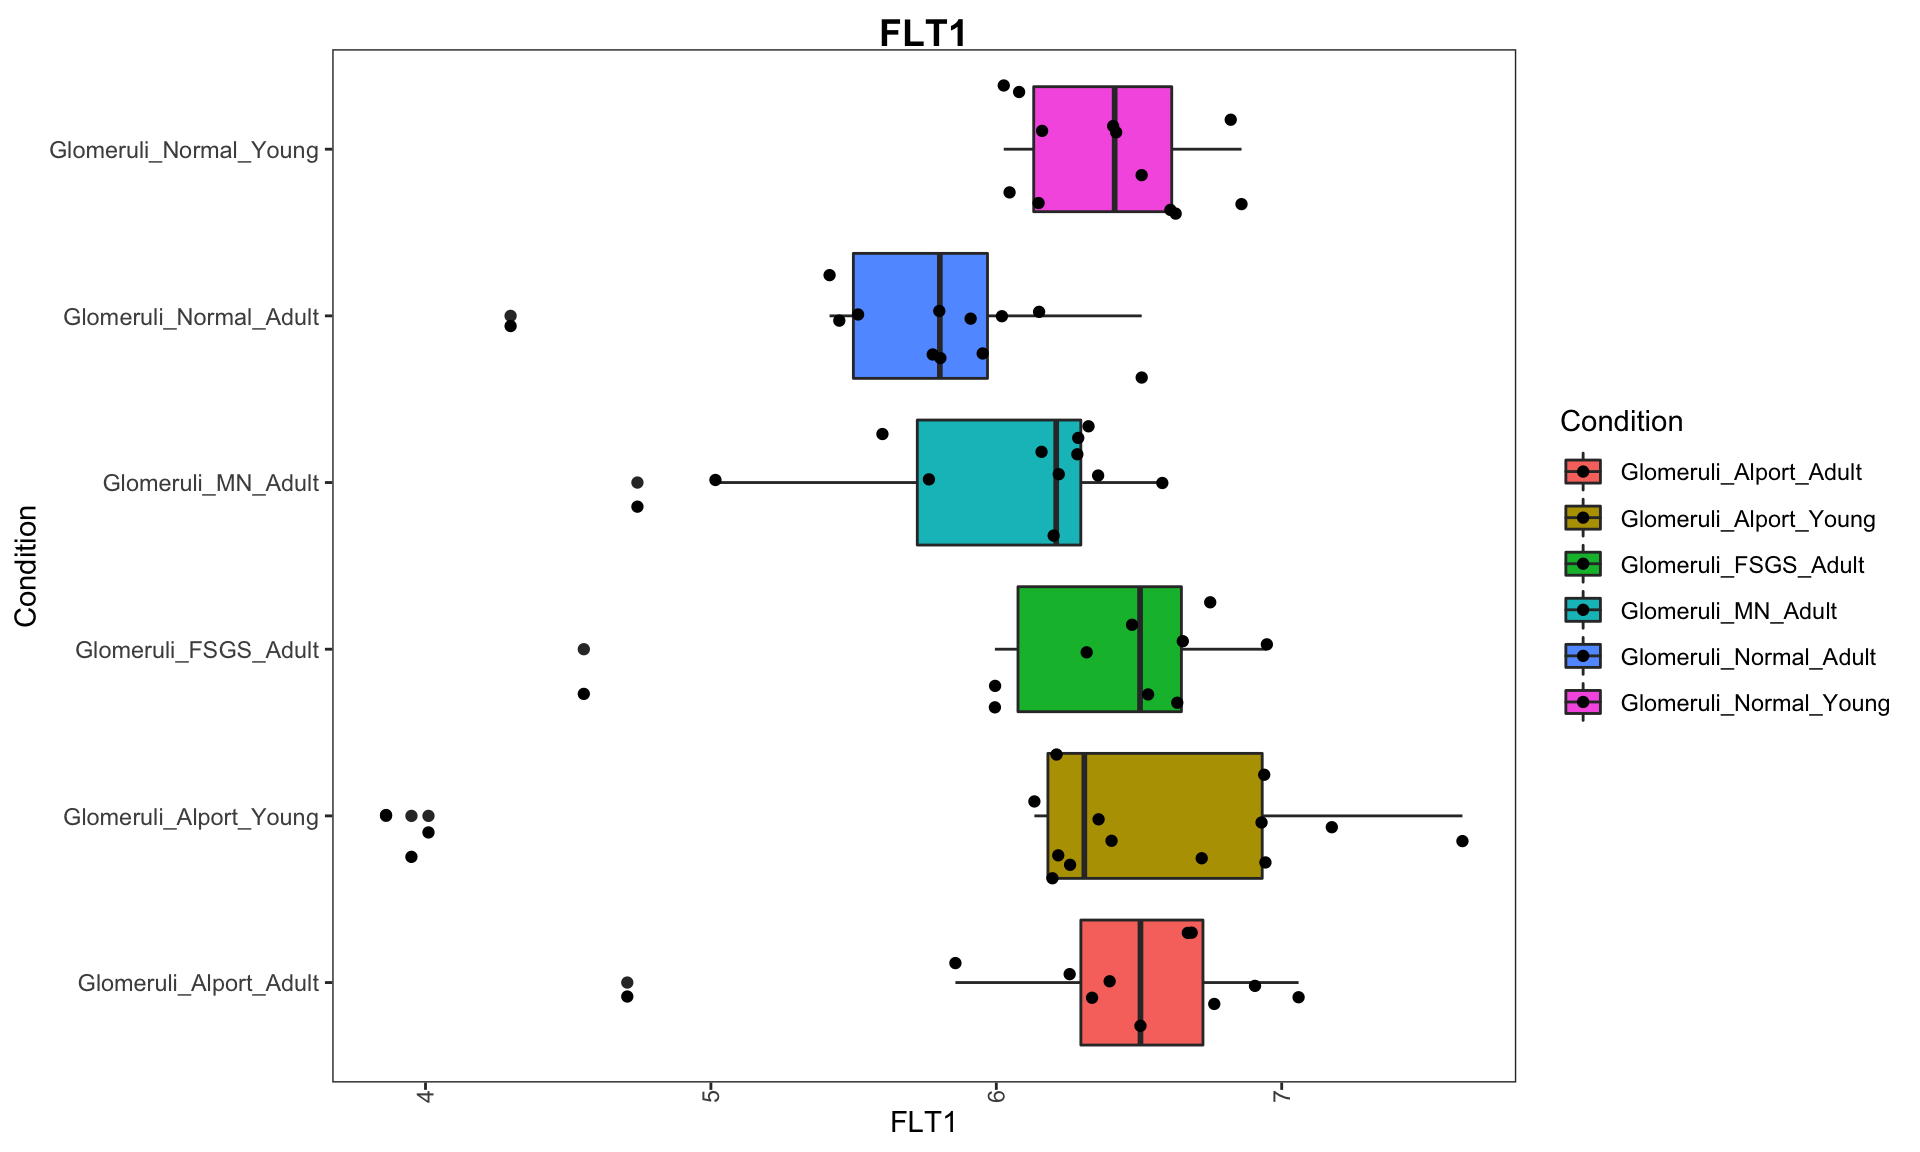 FLT1
Glomeruli_Normal_Young
Glomeruli_Normal_Adult
Glomeruli_MN_Adult
Glomeruli_FSGS_Adult
Glomeruli_Alport_Young
Glomeruli_Alport_Adult
Condition
4
5
6
7
FLT1
Condition
Glomeruli_Alport_Adult
Glomeruli_Alport_Young
Glomeruli_FSGS_Adult
Glomeruli_MN_Adult
Glomeruli_Normal_Adult
Glomeruli_Normal_Young